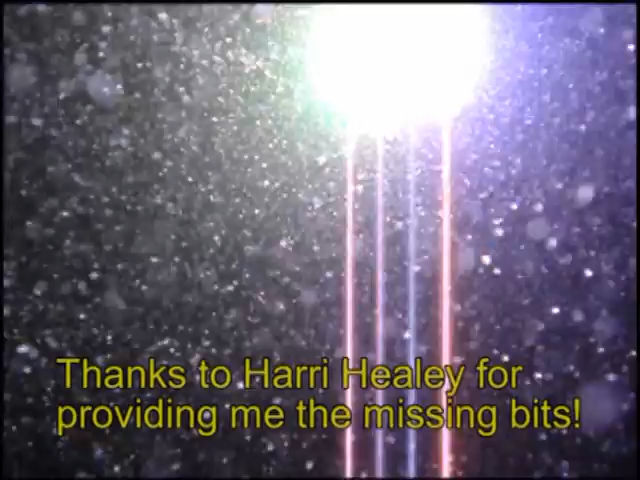 Thanks to Harri Healey for
providing me the missing bits!